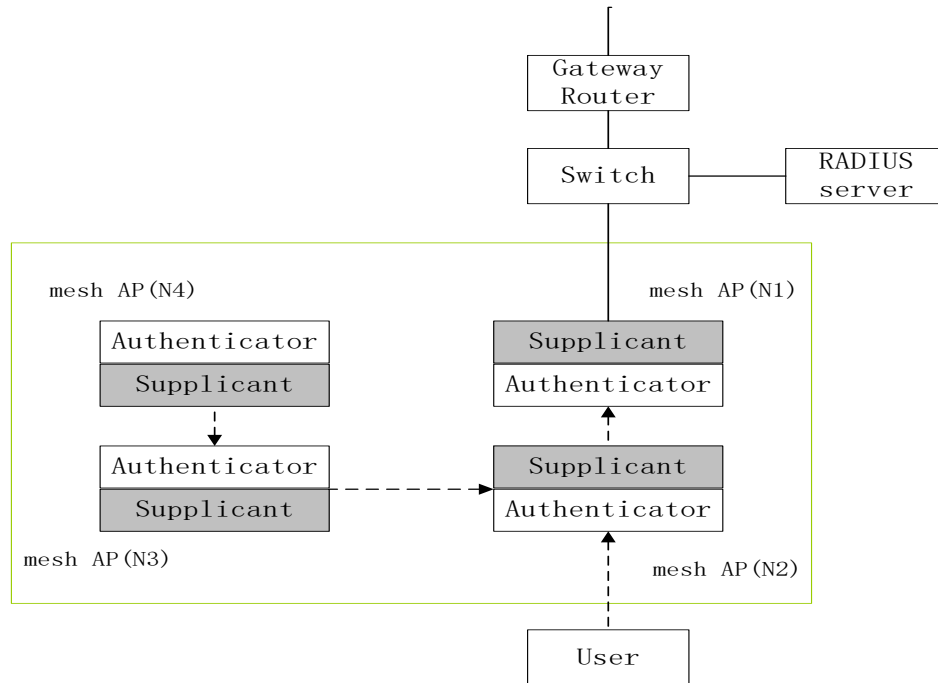 Gateway
Router
Switch
RADIUS
server
mesh AP(N4)
mesh AP(N1)
Authenticator
Supplicant
Supplicant
Authenticator
Authenticator
Supplicant
Supplicant
Authenticator
mesh AP(N3)
mesh AP(N2)
User